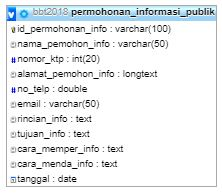 bbt2018 permohonan_informasi_publik
id_permohonan_info : varchar(100)
nama_pemohon_info : varchar(50)
# nomor_ktp : int(20)
alamat_pemohon_info : longtext
# no_telp : double
email : varchar(50)
rincian_info : text
tujuan_info : text
cara_memper_info : text
cara_menda_info : text
tanggal : date